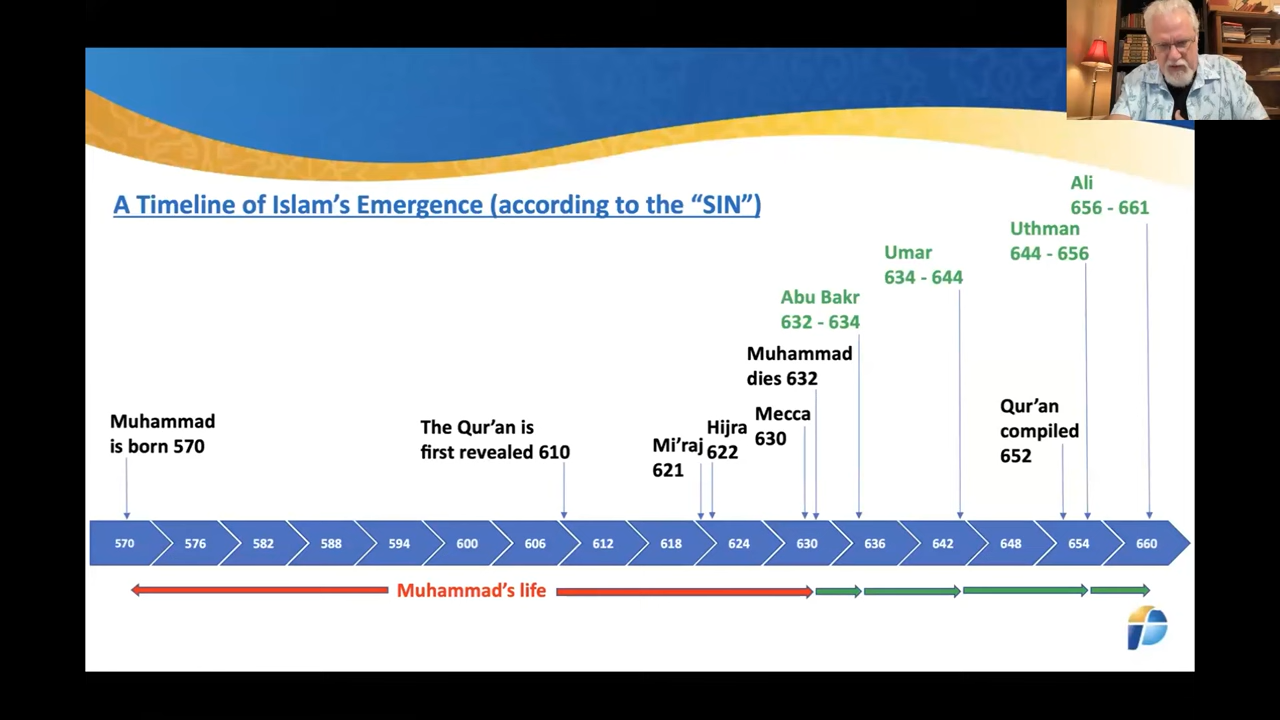 A Timeline of Islam's Emergence (according to the “SIN”)
Ali
656 - 661
Uthman
644 - 656
Umar
634 - 644
Abu Bakr
632 - 634
Muhammad
dies 632
Mecca
630
Hijra
622
Mi'raj
621
The Qur'an is
first revealed 610
Muhammad
is born 570
Qur'an
compiled
652
570 576 582 588 594 600 606 612 618 624 630 636 642 648 654 660
Muhammad's life